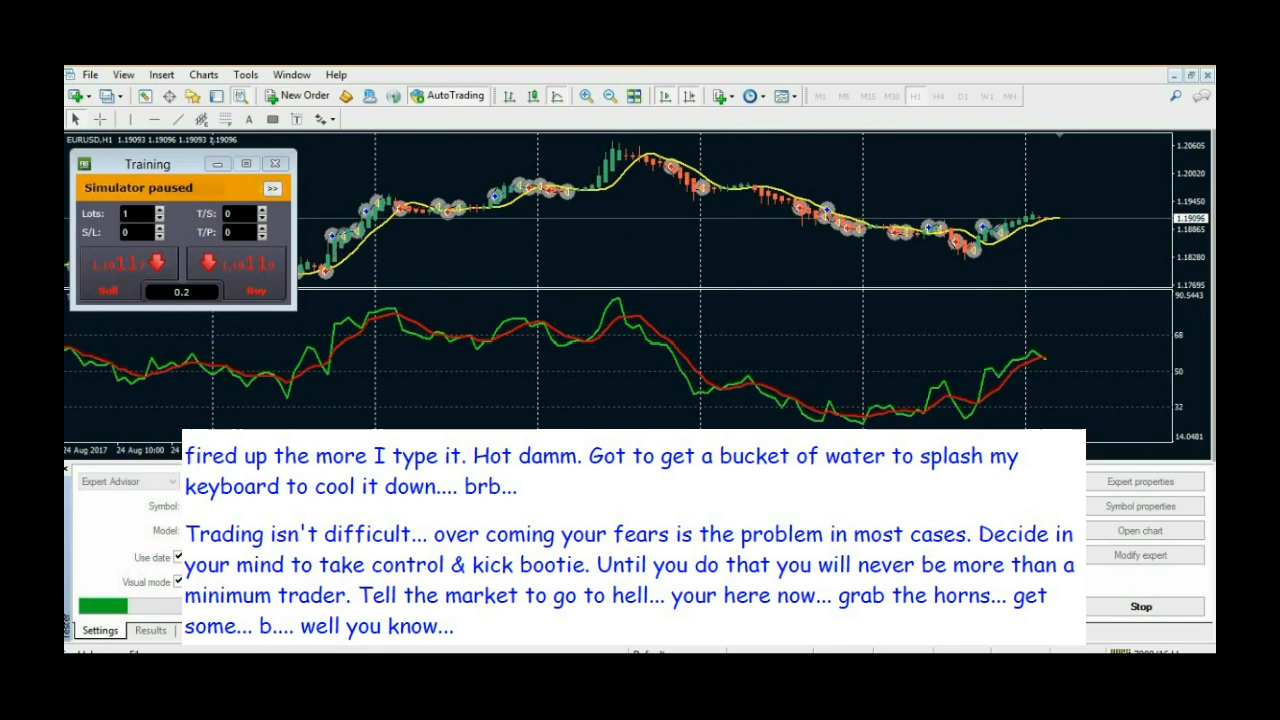 File View Insert Charts Tools Window Help
New Order AutoTrading M1 M5 M15 M30 H1 H4 D1 W1 MN
A T
EURUSD,H1 1.19093 1.19096 1.19093 1.19096
Training
Simulator paused >>
Lots: 1 T/S: 0
S/L: 0 T/P: 0
Sell 0.2 Buy
1.20605
1.20020
1.19450
1.19096
1.18865
1.18280
1.17695
90.5443
68
50
32
14.0481
24 Aug 2017 24 Aug 10:00 24
fired up the more I type it. Hot damm. Got to get a bucket of water to splash my
keyboard to cool it down.... brb...
Trading isn't difficult... over coming your fears is the problem in most cases. Decide in
your mind to take control & kick bootie. Until you do that you will never be more than a
minimum trader. Tell the market to go to hell... your here now... grab the horns... get
some... b.... well you know...
Expert Advisor
Symbol:
Model:
Use date
Visual mode
Settings Results
Expert properties
Symbol properties
Open chart
Modify expert
Stop